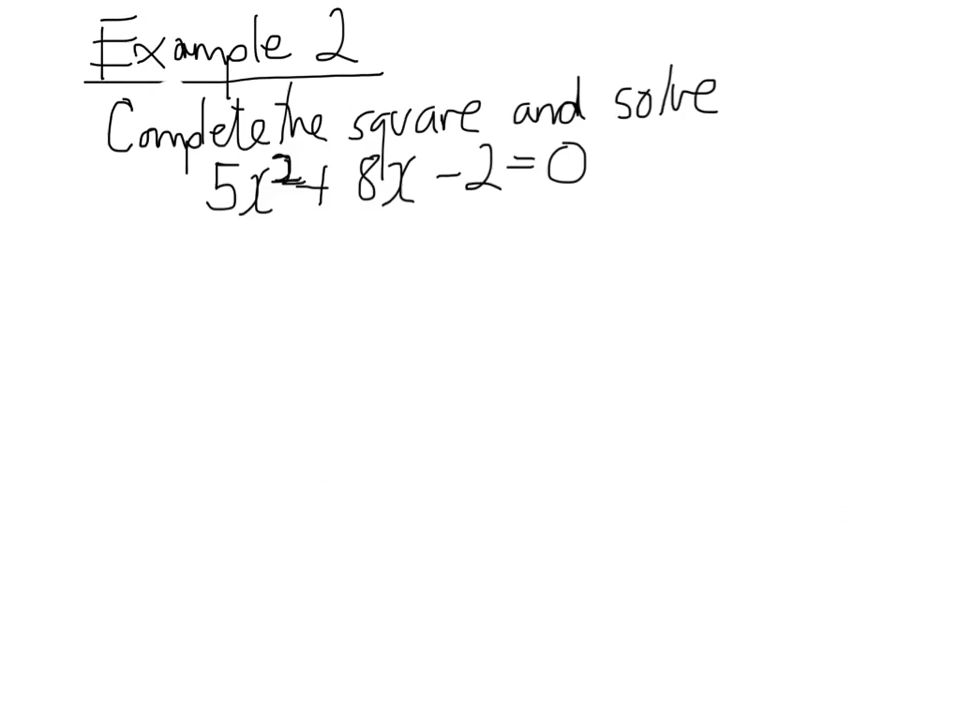 Example 2
Complete the square and solve
5x²+ 8x - 2 = 0